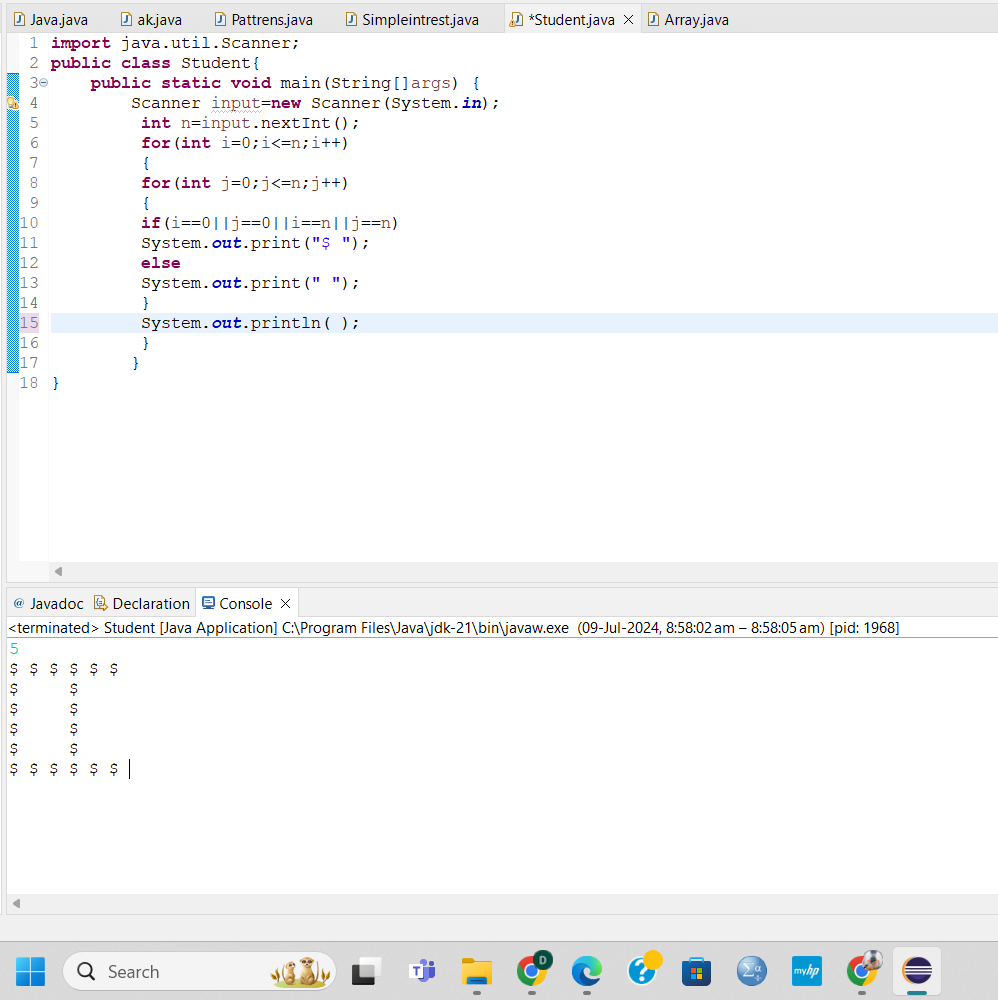 Java.java ak.java Pattrens.java Simpleintrest.java *Student.java Array.java
1 import java.util.Scanner;
2 public class Student{
3 public static void main(String[]args) {
4 Scanner input=new Scanner(System.in);
5 int n=input.nextInt();
6 for(int i=0;i<=n;i++)
7 {
8 for(int j=0;j<=n;j++)
9 {
10 if(i==0||j==0||i==n||j==n)
11 System.out.print("$ ");
12 else
13 System.out.print(" ");
14 }
15 System.out.println( );
16 }
17 }
18 }
@ Javadoc Declaration Console
<terminated> Student [Java Application] C:\Program Files\Java\jdk-21\bin\javaw.exe (09-Jul-2024, 8:58:02 am – 8:58:05 am) [pid: 1968]
5
$ $ $ $ $ $
$     $
$     $
$     $
$     $
$ $ $ $ $ $
Search T D ? Σα myhp